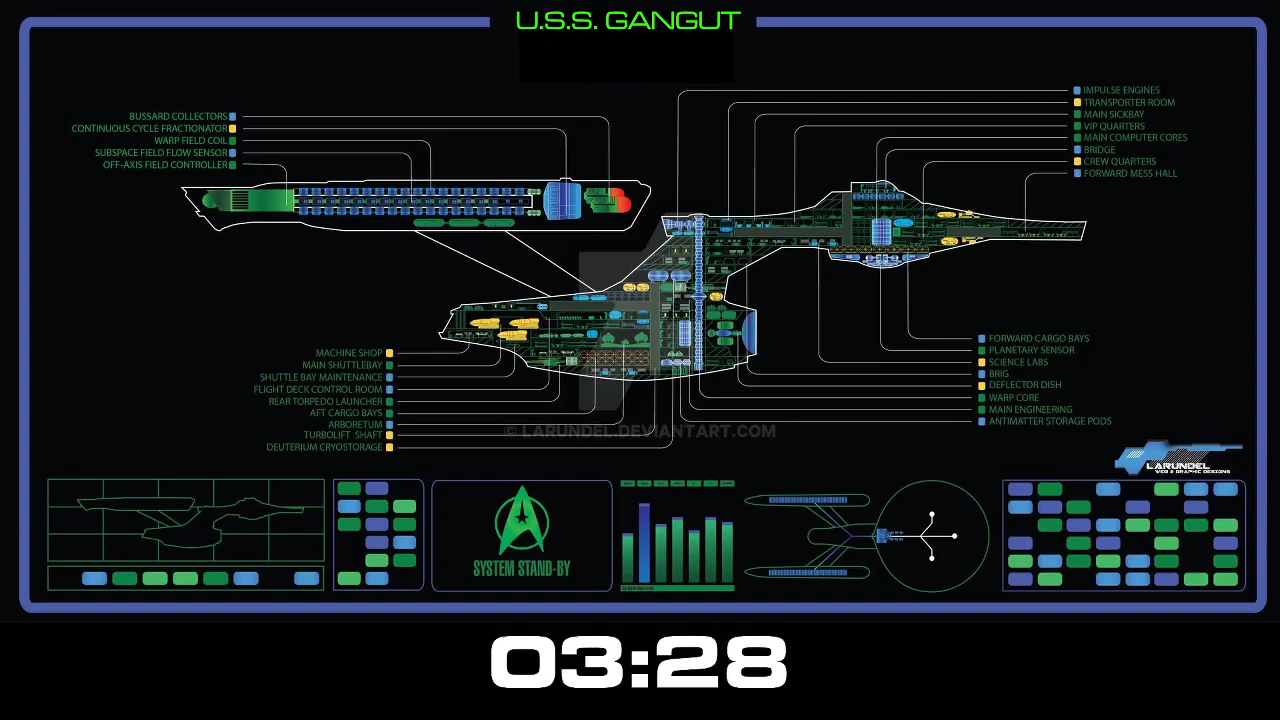 U.S.S. GANGUT
BUSSARD COLLECTORS
CONTINUOUS CYCLE FRACTIONATOR
WARP FIELD COIL
SUBSPACE FIELD FLOW SENSOR
OFF-AXIS FIELD CONTROLLER
IMPULSE ENGINES
TRANSPORTER ROOM
MAIN SICKBAY
VIP QUARTERS
MAIN COMPUTER CORES
BRIDGE
CREW QUARTERS
FORWARD MESS HALL
MACHINE SHOP
MAIN SHUTTLEBAY
SHUTTLE BAY MAINTENANCE
FLIGHT DECK CONTROL ROOM
REAR TORPEDO LAUNCHER
AFT CARGO BAYS
ARBORETUM
TURBOLIFT SHAFT
DEUTERIUM CRYOSTORAGE
FORWARD CARGO BAYS
PLANETARY SENSOR
SCIENCE LABS
BRIG
DEFLECTOR DISH
WARP CORE
MAIN ENGINEERING
ANTIMATTER STORAGE PODS
© LARUNDEL.DEVIANTART.COM
LARUNDEL
WEB & GRAPHIC DESIGNS
SYSTEM STAND-BY
03:28